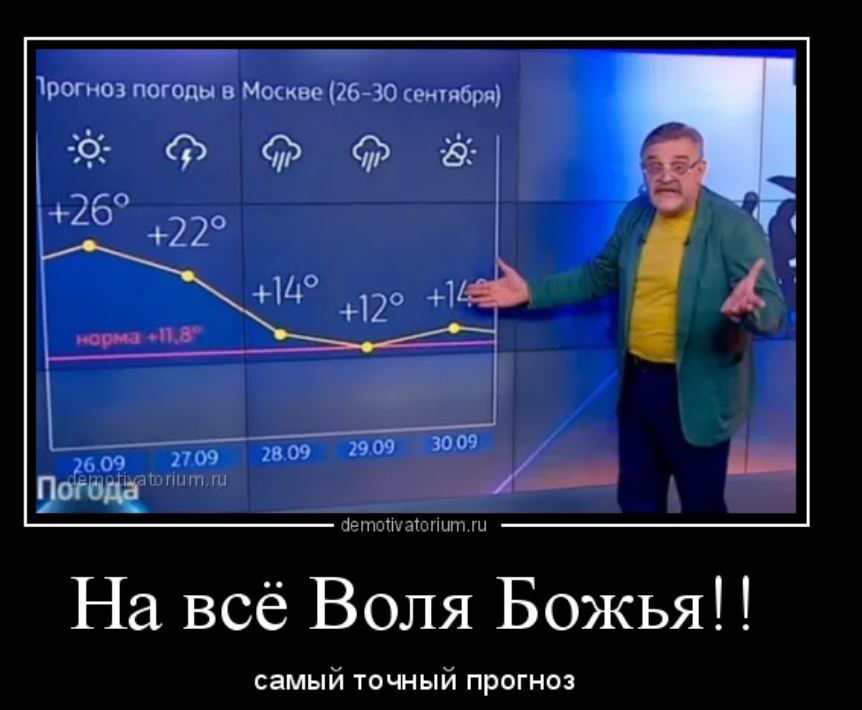 Прогноз погоды в Москве (26-30 сентября)
+26° +22° +14° +12° +14°
норма +11,8°
26.09 27.09 28.09 29.09 30.09
Погода
demotivatorium.ru
demotivatorium.ru
На всё Воля Божья!!
самый точный прогноз